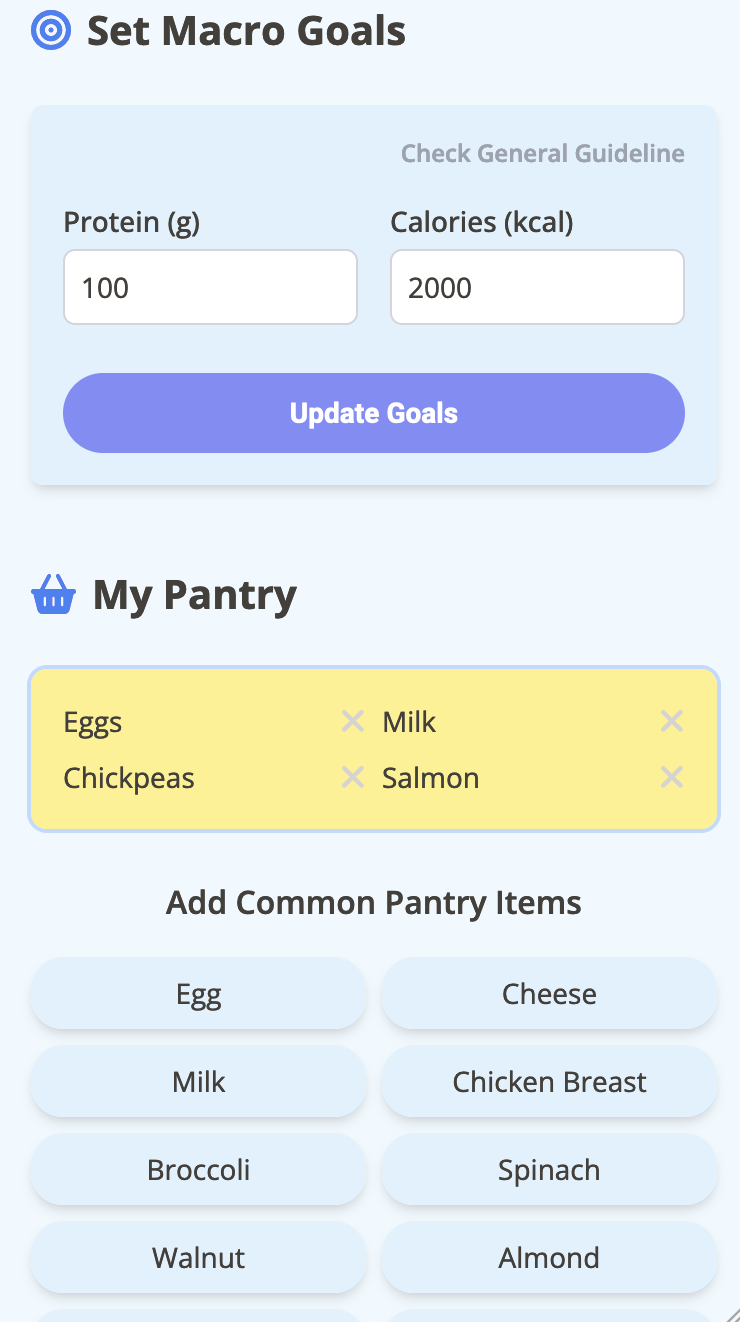 Set Macro Goals
Check General Guideline
Protein (g) Calories (kcal)
100 2000
Update Goals
My Pantry
Eggs Milk
Chickpeas Salmon
Add Common Pantry Items
Egg Cheese
Milk Chicken Breast
Broccoli Spinach
Walnut Almond